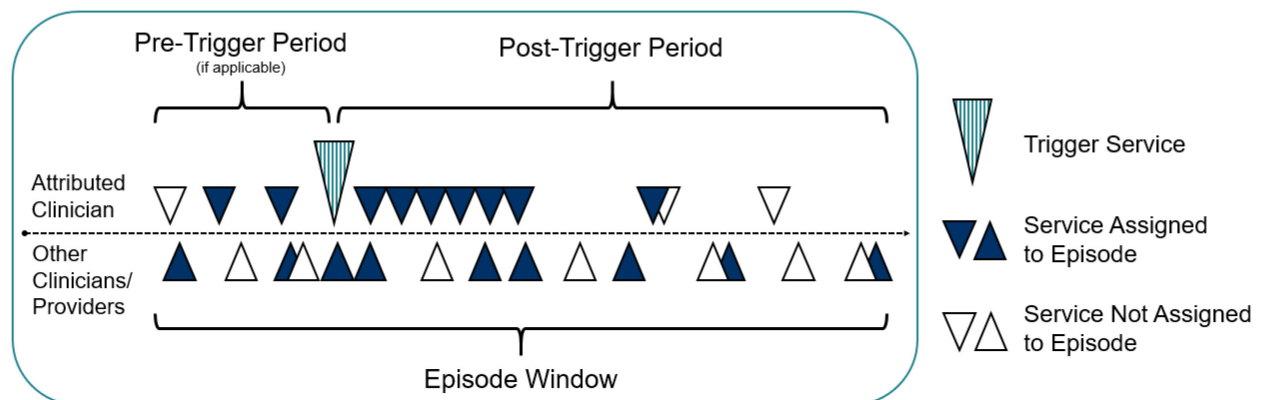 Pre-Trigger Period
(if applicable)
Post-Trigger Period
Attributed
Clinician
Other
Clinicians/
Providers
Episode Window
Trigger Service
Service Assigned
to Episode
Service Not Assigned
to Episode